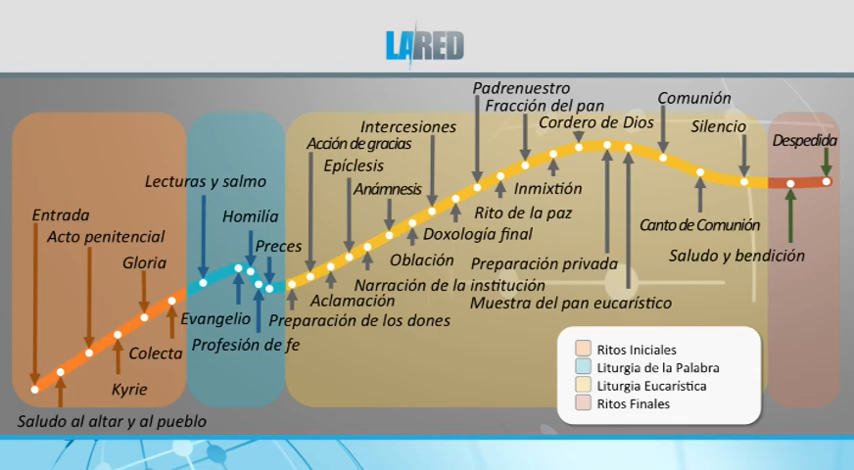 LARED
Padrenuestro
Fracción del pan
Comunión
Intercesiones
Cordero de Dios
Silencio
Acción de gracias
Despedida
Epíclesis
Lecturas y salmo
Anámnesis
Inmixtión
Entrada
Homilía
Rito de la paz
Acto penitencial
Preces
Doxología final
Canto de Comunión
Gloria
Oblación
Preparación privada
Saludo y bendición
Narración de la institución
Aclamación
Muestra del pan eucarístico
Evangelio
Preparación de los dones
Colecta
Profesión de fe
Kyrie
Saludo al altar y al pueblo
Ritos Iniciales
Liturgia de la Palabra
Liturgia Eucarística
Ritos Finales